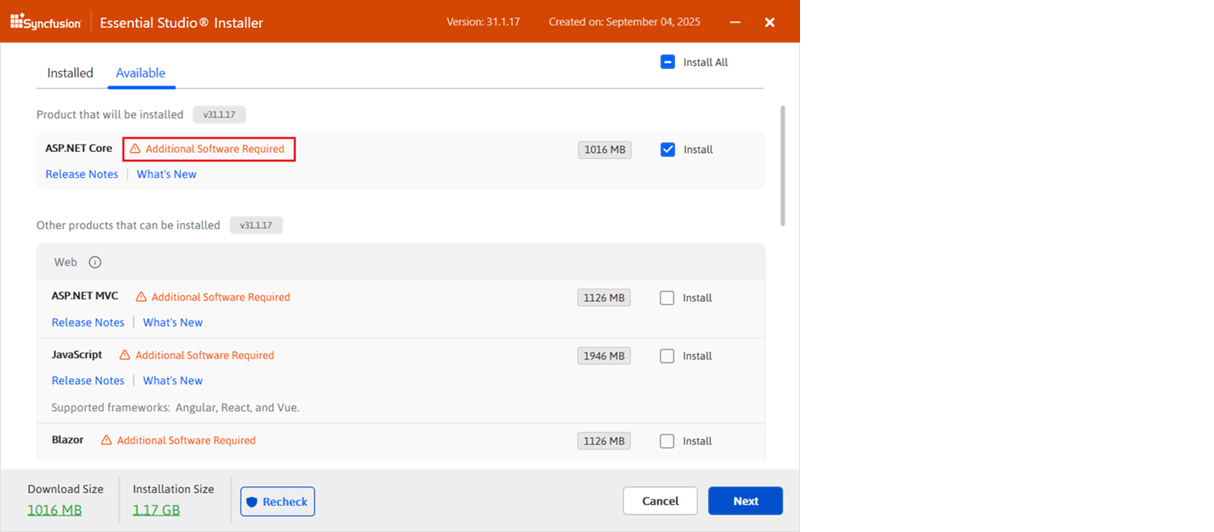 Syncfusion Essential Studio® Installer Version: 31.1.17 Created on: September 04, 2025
Installed Available Install All
Product that will be installed v31.1.17
ASP.NET Core Additional Software Required 1016 MB Install
Release Notes What's New
Other products that can be installed v31.1.17
Web
ASP.NET MVC Additional Software Required 1126 MB Install
Release Notes What's New
JavaScript Additional Software Required 1946 MB Install
Release Notes What's New
Supported frameworks: Angular, React, and Vue.
Blazor Additional Software Required 1126 MB Install
Download Size Installation Size
1016 MB 1.17 GB Recheck Cancel Next